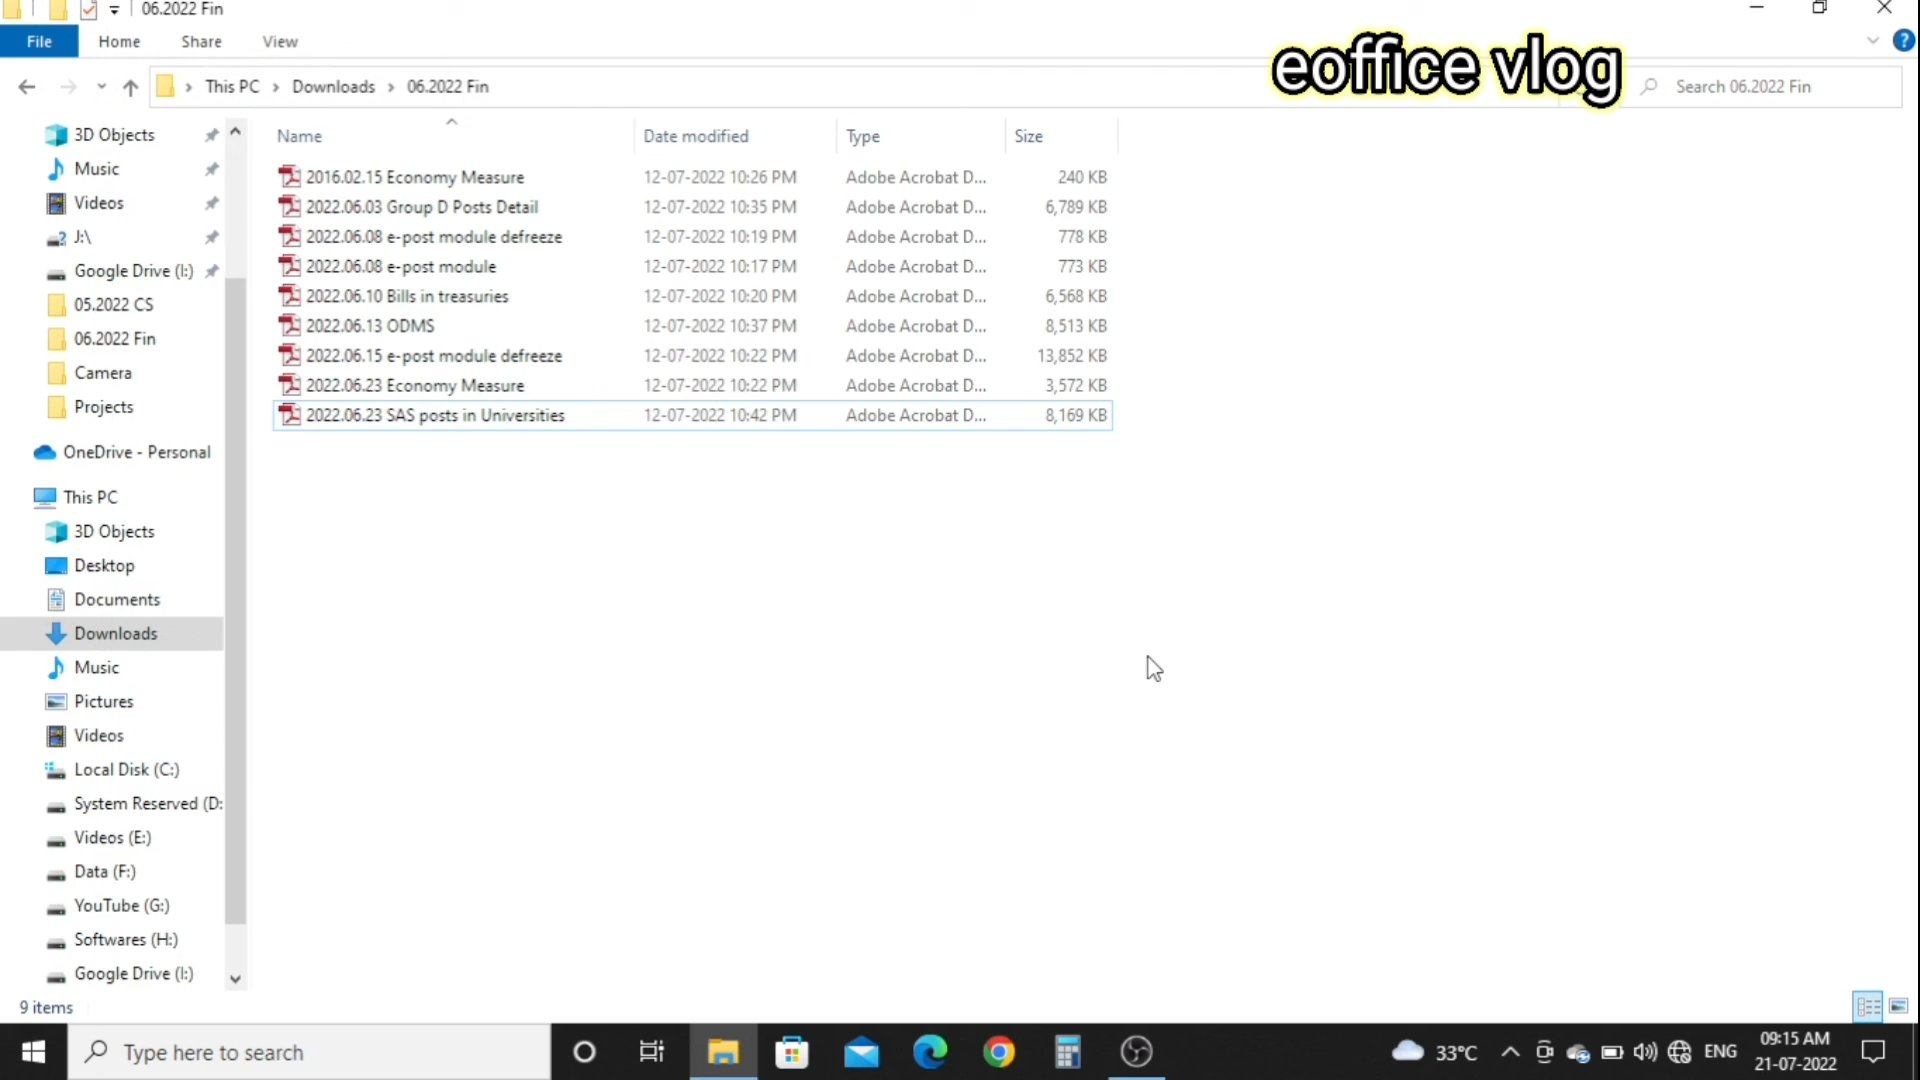 06.2022 Fin
File Home Share View
eoffice vlog
This PC Downloads 06.2022 Fin
Search 06.2022 Fin
Name Date modified Type Size
2016.02.15 Economy Measure 12-07-2022 10:26 PM Adobe Acrobat D... 240 KB
2022.06.03 Group D Posts Detail 12-07-2022 10:35 PM Adobe Acrobat D... 6,789 KB
2022.06.08 e-post module defreeze 12-07-2022 10:19 PM Adobe Acrobat D... 778 KB
2022.06.08 e-post module 12-07-2022 10:17 PM Adobe Acrobat D... 773 KB
2022.06.10 Bills in treasuries 12-07-2022 10:20 PM Adobe Acrobat D... 6,568 KB
2022.06.13 ODMS 12-07-2022 10:37 PM Adobe Acrobat D... 8,513 KB
2022.06.15 e-post module defreeze 12-07-2022 10:22 PM Adobe Acrobat D... 13,852 KB
2022.06.23 Economy Measure 12-07-2022 10:22 PM Adobe Acrobat D... 3,572 KB
2022.06.23 SAS posts in Universities 12-07-2022 10:42 PM Adobe Acrobat D... 8,169 KB
3D Objects
Music
Videos
J:\
Google Drive (I:)
05.2022 CS
06.2022 Fin
Camera
Projects
OneDrive - Personal
This PC
3D Objects
Desktop
Documents
Downloads
Music
Pictures
Videos
Local Disk (C:)
System Reserved (D:
Videos (E:)
Data (F:)
YouTube (G:)
Softwares (H:)
Google Drive (I:)
9 items
Type here to search
33°C
ENG
09:15 AM
21-07-2022